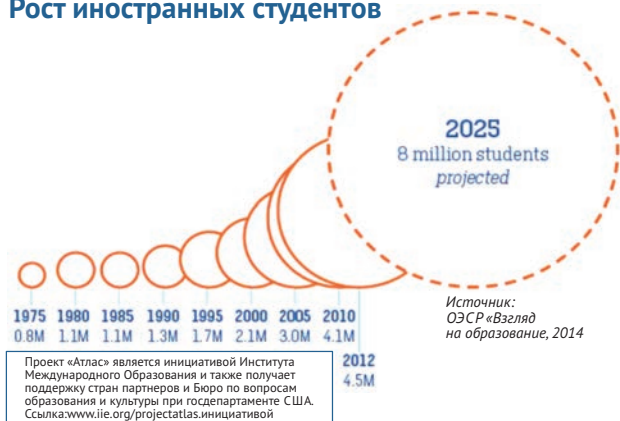 Рост иностранных студентов
2025
8 million students
projected
1975 1980 1985 1990 1995 2000 2005 2010
0.8M 1.1M 1.1M 1.3M 1.7M 2.1M 3.0M 4.1M
2012
4.5M
Источник:
ОЭСР «Взгляд
на образование, 2014
Проект «Атлас» является инициативой Института
Международного Образования и также получает
поддержку стран партнеров и Бюро по вопросам
образования и культуры при госдепартаменте США.
Ссылка:www.iie.org/projectatlas.инициативой